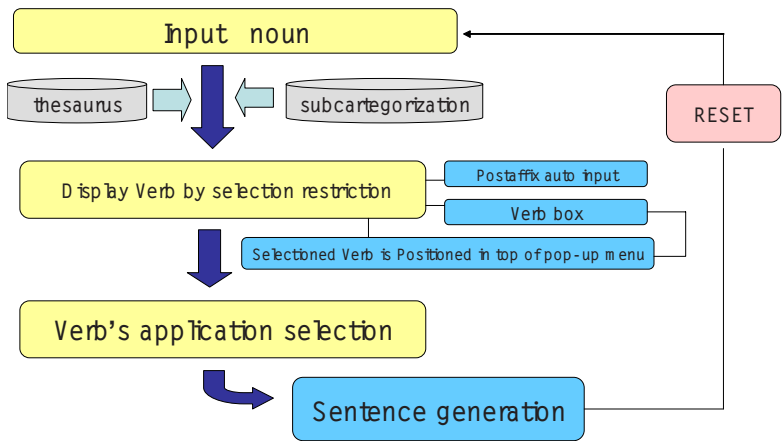 Input noun
thesaurus
subcartegorization
RESET
Display Verb by selection restriction
Postaffix auto input
Verb box
Selectioned Verb is Positioned in top of pop-up menu
Verb's application selection
Sentence generation